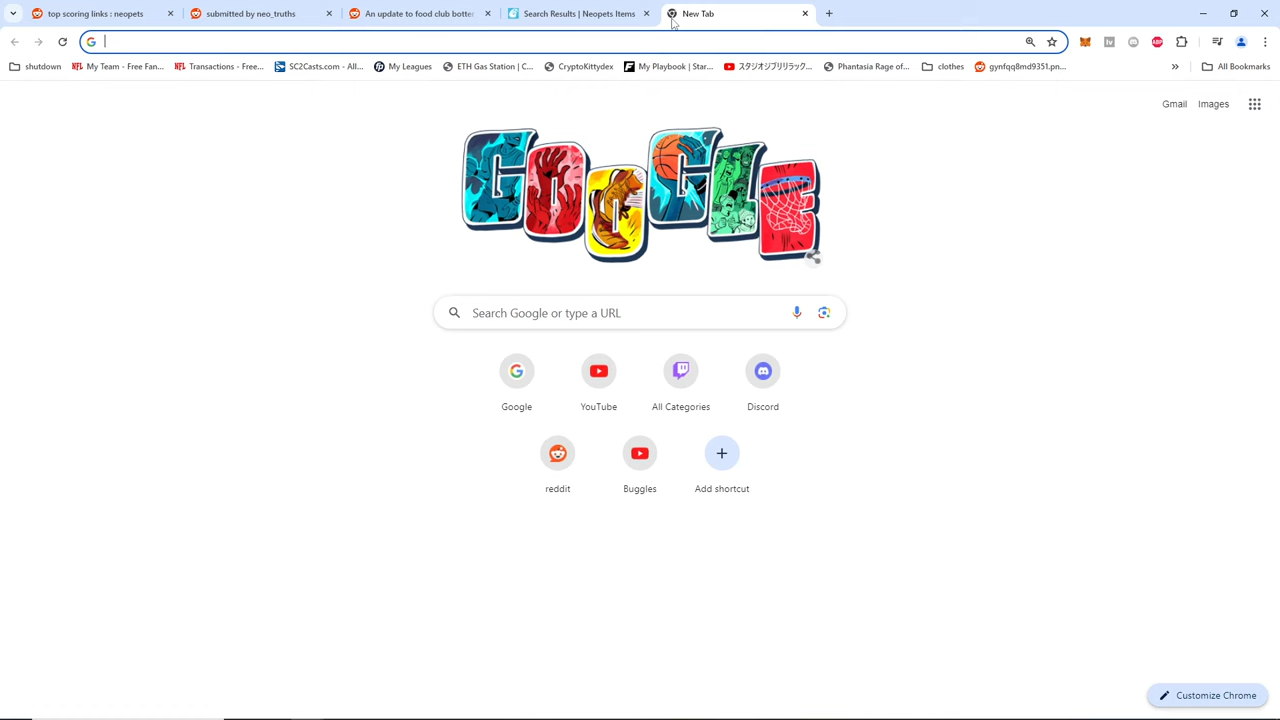 top scoring links : neopets
submitted by neo_truths
An update to food club botter
Search Results | Neopets Items
New Tab
shutdown
My Team - Free Fan...
Transactions - Free...
SC2Casts.com - All...
My Leagues
ETH Gas Station | C...
CryptoKittydex
My Playbook | Star...
スタジオジブリリラック...
Phantasia Rage of...
clothes
gynfqq8md9351.pn...
All Bookmarks
Gmail
Images
GOOGLE
Search Google or type a URL
Google
YouTube
All Categories
Discord
reddit
Buggles
Add shortcut
Customize Chrome